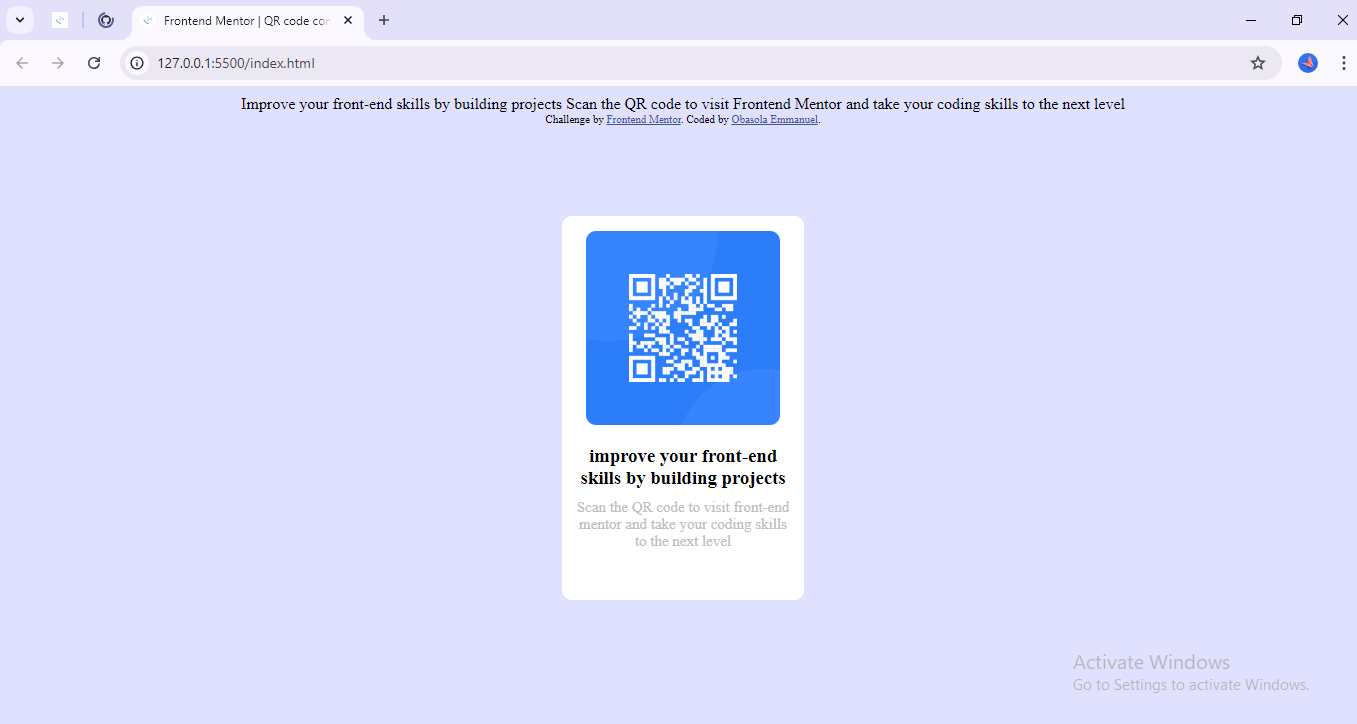 Frontend Mentor | QR code con
127.0.0.1:5500/index.html
Improve your front-end skills by building projects Scan the QR code to visit Frontend Mentor and take your coding skills to the next level
Challenge by Frontend Mentor. Coded by Obasola Emmanuel.
improve your front-end
skills by building projects
Scan the QR code to visit front-end
mentor and take your coding skills
to the next level
Activate Windows
Go to Settings to activate Windows.